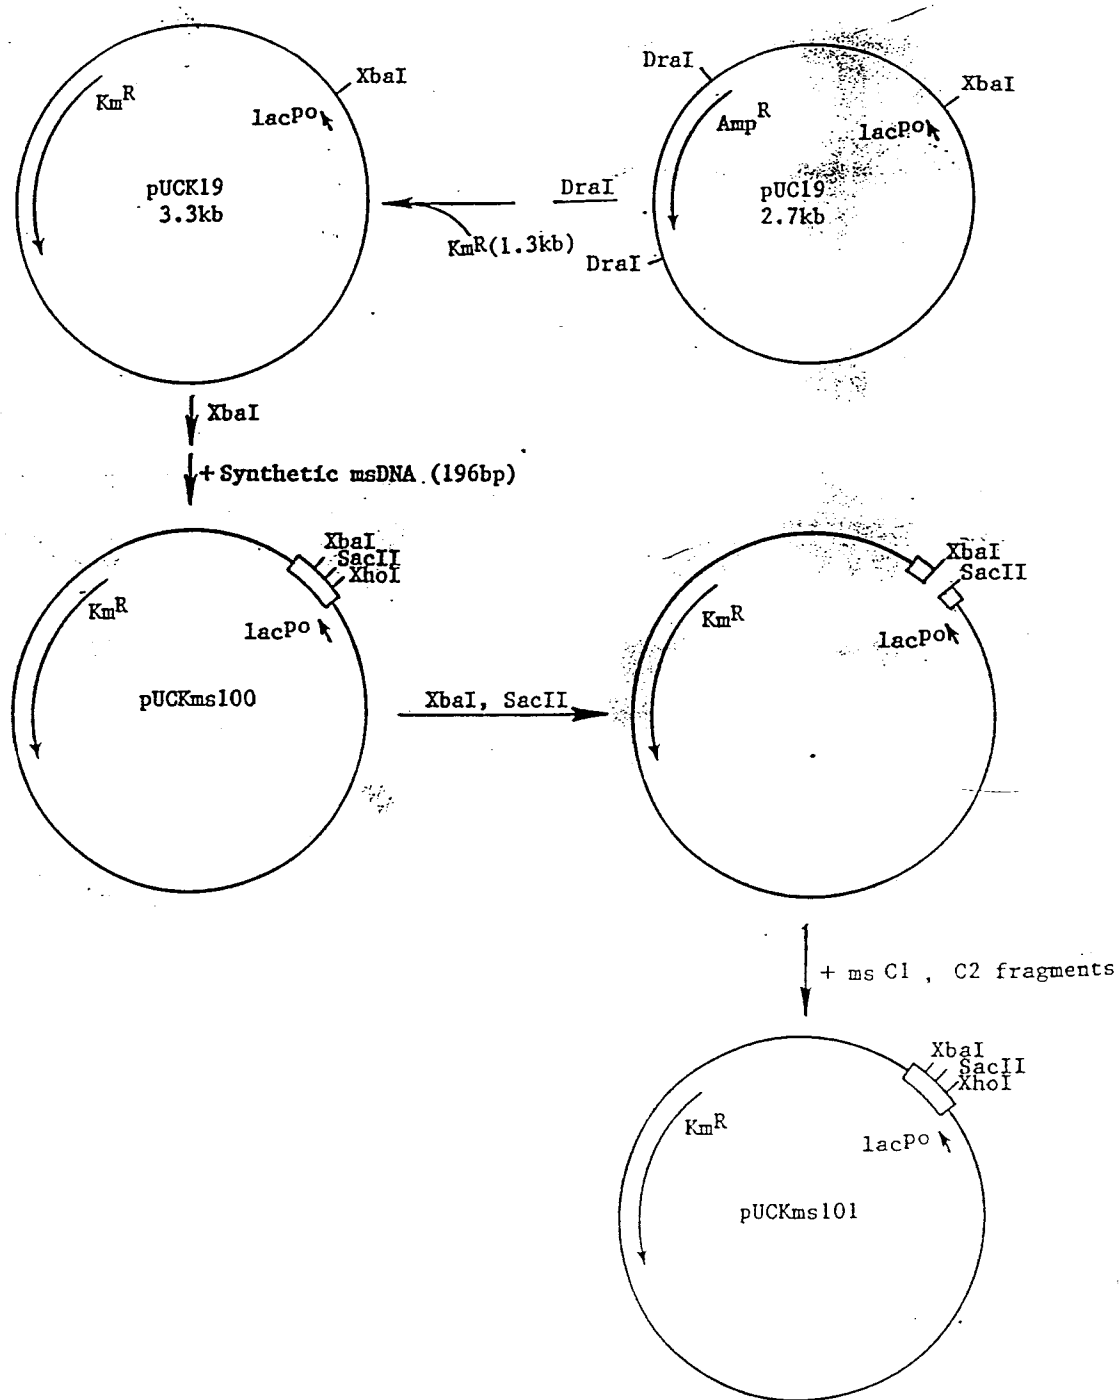 XbaI
KmR
lacPO
pUCK19
3.3kb
DraI
KmR(1.3kb)
DraI
XbaI
AmpR
lacPO
pUC19
2.7kb
DraI
XbaI
+ Synthetic msDNA (196bp)
XbaI
SacII
XhoI
KmR
lacPO
pUCKms100
XbaI, SacII
XbaI
SacII
KmR
lacPO
+ ms C1 , C2 fragments
XbaI
SacII
XhoI
KmR
lacPO
pUCKms101